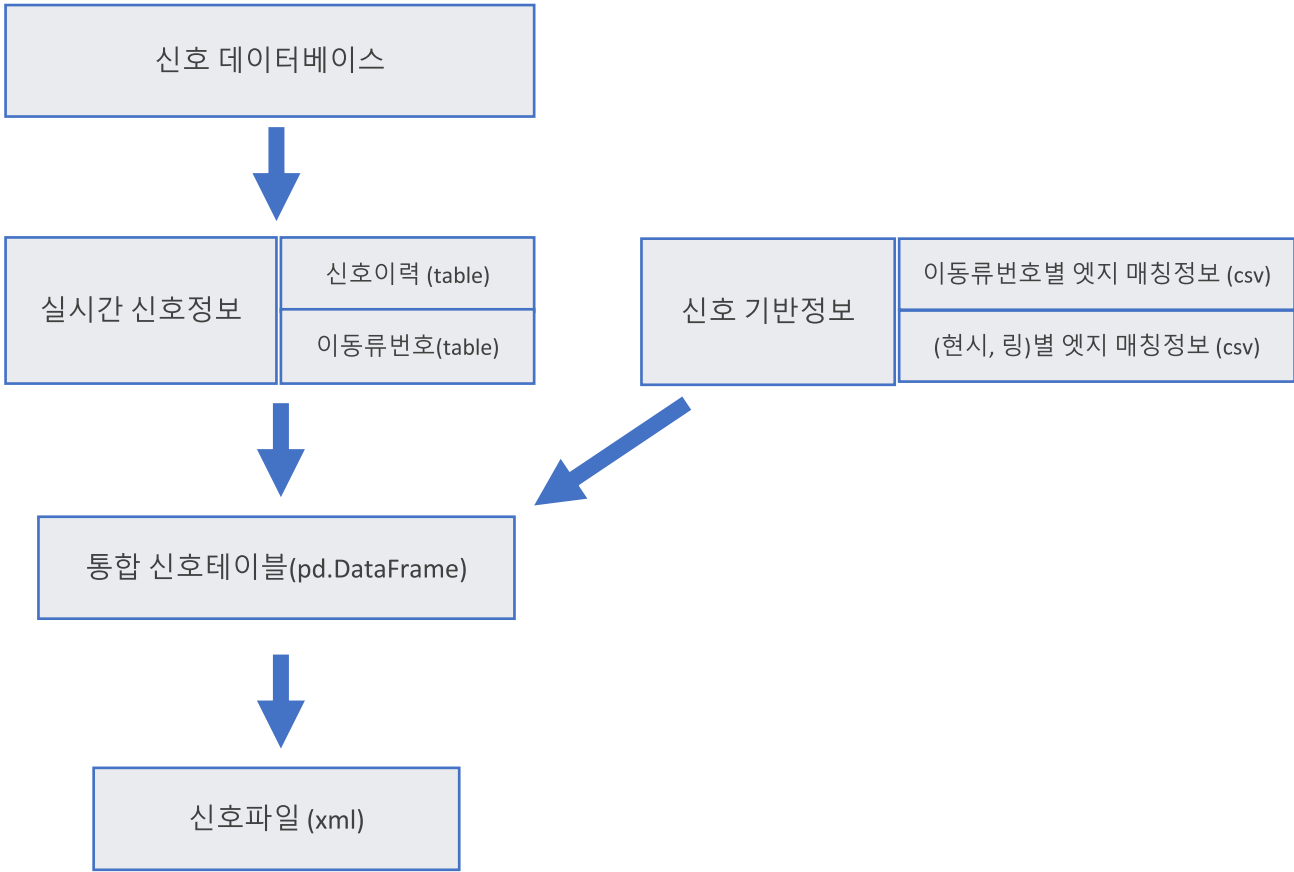 신호 데이터베이스
실시간 신호정보
신호이력 (table)
이동류번호(table)
신호 기반정보
이동류번호별 엣지 매칭정보 (csv)
(현시, 링)별 엣지 매칭정보 (csv)
통합 신호테이블(pd.DataFrame)
신호파일 (xml)